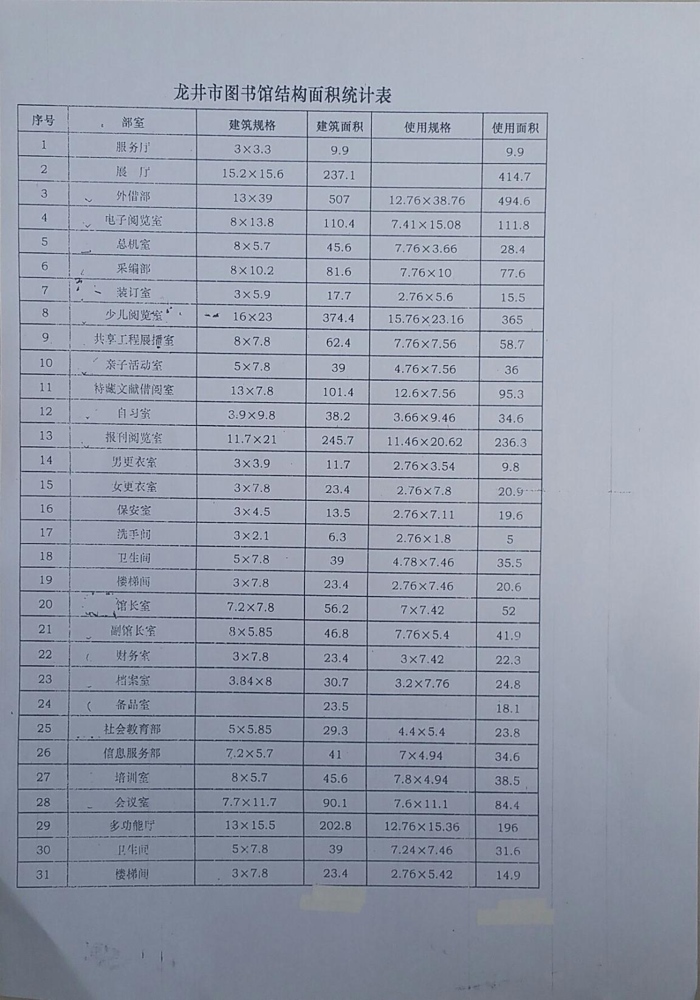 龙井市图书馆结构面积统计表
序号 部室 建筑规格 建筑面积 使用规格 使用面积
1 服务厅 3×3.3 9.9 9.9
2 展 厅 15.2×15.6 237.1 414.7
3 外借部 13×39 507 12.76×38.76 494.6
4 电子阅览室 8×13.8 110.4 7.41×15.08 111.8
5 总机室 8×5.7 45.6 7.76×3.66 28.4
6 采编部 8×10.2 81.6 7.76×10 77.6
7 装订室 3×5.9 17.7 2.76×5.6 15.5
8 少儿阅览室 16×23 374.4 15.76×23.16 365
9 共享工程展播室 8×7.8 62.4 7.76×7.56 58.7
10 亲子活动室 5×7.8 39 4.76×7.56 36
11 特藏文献借阅室 13×7.8 101.4 12.6×7.56 95.3
12 自习室 3.9×9.8 38.2 3.66×9.46 34.6
13 报刊阅览室 11.7×21 245.7 11.46×20.62 236.3
14 男更衣室 3×3.9 11.7 2.76×3.54 9.8
15 女更衣室 3×7.8 23.4 2.76×7.8 20.9
16 保安室 3×4.5 13.5 2.76×7.11 19.6
17 洗手间 3×2.1 6.3 2.76×1.8 5
18 卫生间 5×7.8 39 4.78×7.46 35.5
19 楼梯间 3×7.8 23.4 2.76×7.46 20.6
20 馆长室 7.2×7.8 56.2 7×7.42 52
21 副馆长室 8×5.85 46.8 7.76×5.4 41.9
22 财务室 3×7.8 23.4 3×7.42 22.3
23 档案室 3.84×8 30.7 3.2×7.76 24.8
24 备品室 23.5 18.1
25 社会教育部 5×5.85 29.3 4.4×5.4 23.8
26 信息服务部 7.2×5.7 41 7×4.94 34.6
27 培训室 8×5.7 45.6 7.8×4.94 38.5
28 会议室 7.7×11.7 90.1 7.6×11.1 84.4
29 多功能厅 13×15.5 202.8 12.76×15.36 196
30 卫生间 5×7.8 39 7.24×7.46 31.6
31 楼梯间 3×7.8 23.4 2.76×5.42 14.9